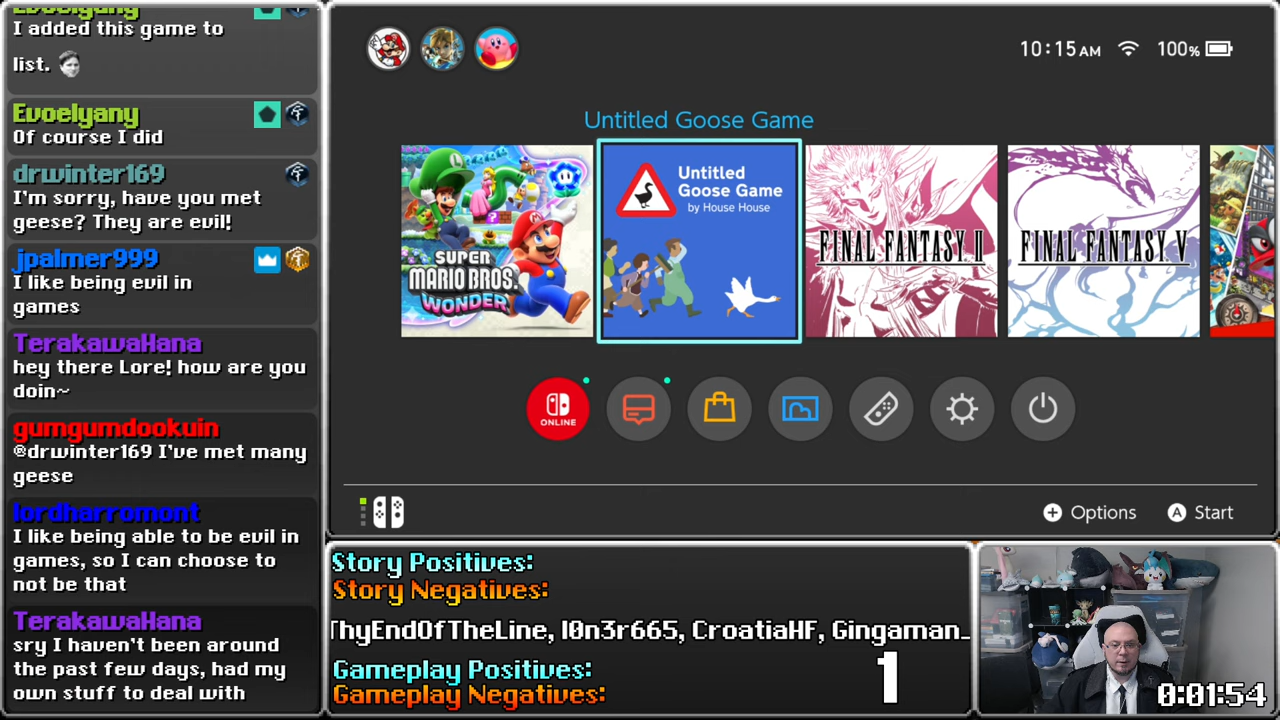 Evoelyany
I added this game to
list.
Evoelyany
Of course I did
drwinter169
I'm sorry, have you met
geese? They are evil!
jpalmer999
I like being evil in
games
TerakawaHana
hey there Lore! how are you
doin~
gumgumdookuin
@drwinter169 I've met many
geese
lordharromont
I like being able to be evil in
games, so I can choose to
not be that
TerakawaHana
sry I haven't been around
the past few days, had my
own stuff to deal with
10:15AM 100%
Untitled Goose Game
SUPER
MARIO BROS.
WONDER
Untitled
Goose Game
by House House
FINAL FANTASY II
FINAL FANTASY V
ONLINE
+ Options
A Start
Story Positives:
Story Negatives:
ThyEndOfTheLine, l0n3r665, CroatiaHF, Gingaman_
Gameplay Positives:
Gameplay Negatives:
1
0:01:54